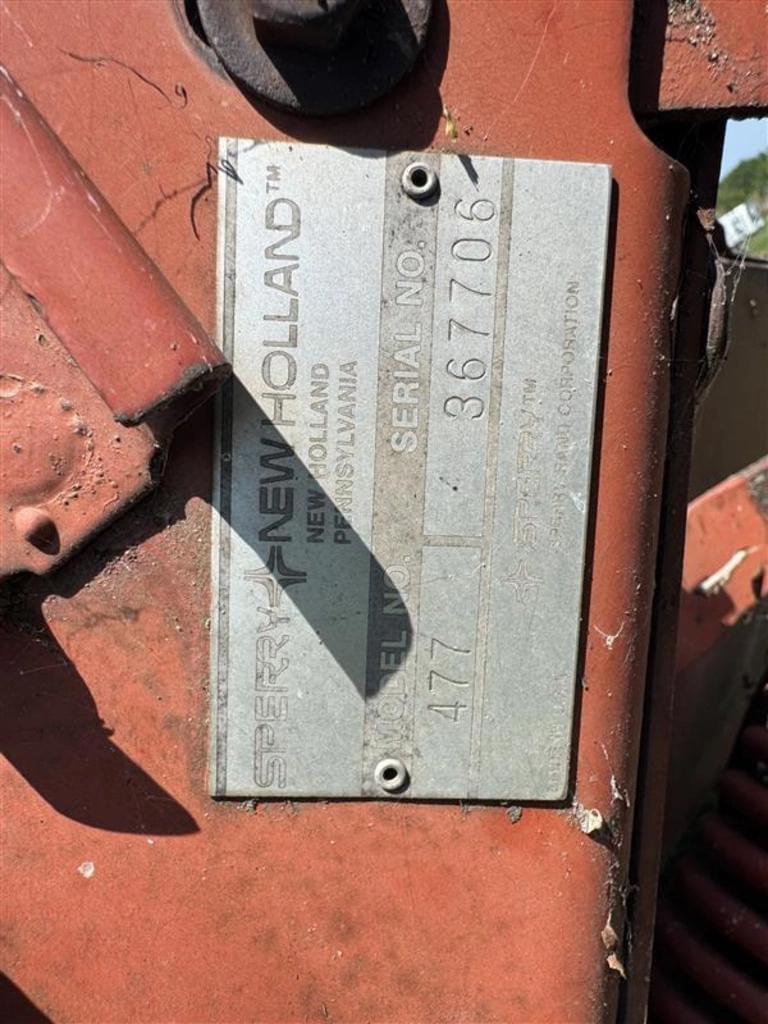 SPERRY NEW HOLLAND™
NEW HOLLAND
PENNSYLVANIA
MODEL NO. SERIAL NO.
477 367706
SPERRY™
SPERRY RAND CORPORATION